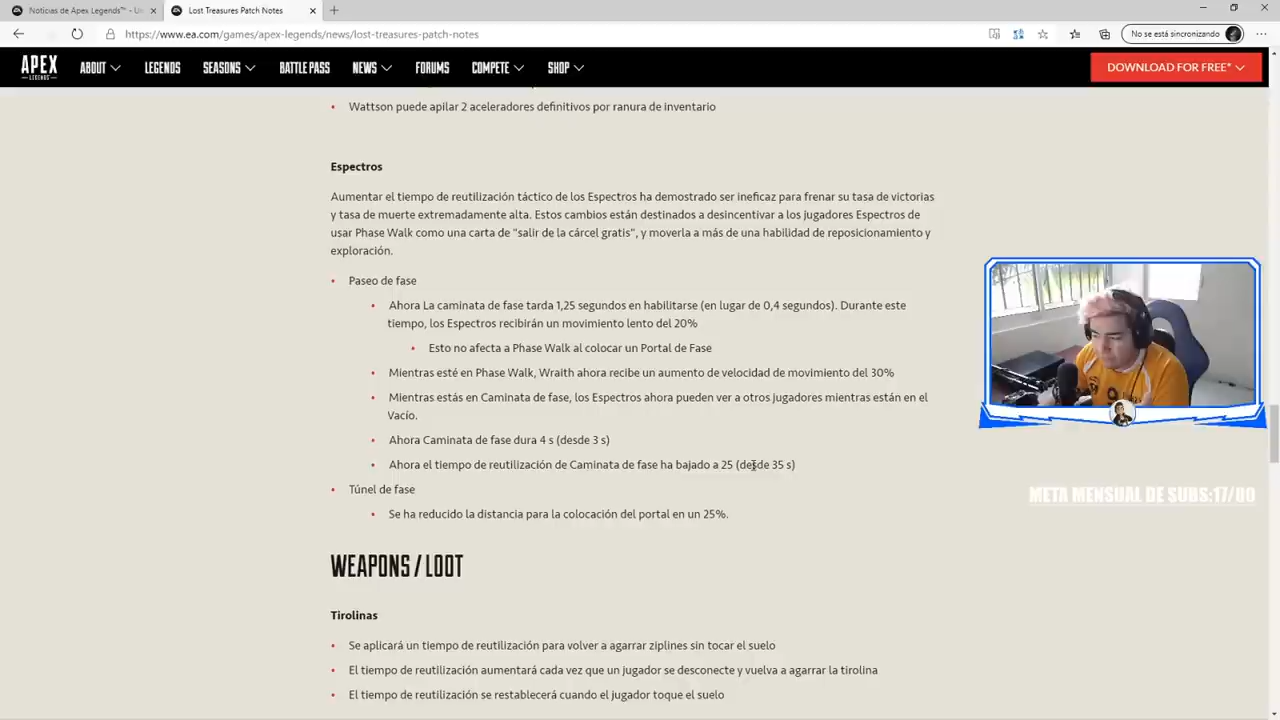 Noticias de Apex Legends™ - U
Lost Treasures Patch Notes
https://www.ea.com/games/apex-legends/news/lost-treasures-patch-notes
No se está sincronizando
APEX
LEGENDS
ABOUT
LEGENDS
SEASONS
BATTLE PASS
NEWS
FORUMS
COMPETE
SHOP
DOWNLOAD FOR FREE*
• Wattson puede apilar 2 aceleradores definitivos por ranura de inventario
Espectros
Aumentar el tiempo de reutilización táctico de los Espectros ha demostrado ser ineficaz para frenar su tasa de victorias
y tasa de muerte extremadamente alta. Estos cambios están destinados a desincentivar a los jugadores Espectros de
usar Phase Walk como una carta de "salir de la cárcel gratis", y moverla a más de una habilidad de reposicionamiento y
exploración.
• Paseo de fase
• Ahora La caminata de fase tarda 1,25 segundos en habilitarse (en lugar de 0,4 segundos). Durante este
tiempo, los Espectros recibirán un movimiento lento del 20%
• Esto no afecta a Phase Walk al colocar un Portal de Fase
• Mientras esté en Phase Walk, Wraith ahora recibe un aumento de velocidad de movimiento del 30%
• Mientras estás en Caminata de fase, los Espectros ahora pueden ver a otros jugadores mientras están en el
Vacío.
• Ahora Caminata de fase dura 4 s (desde 3 s)
• Ahora el tiempo de reutilización de Caminata de fase ha bajado a 25 (desde 35 s)
• Túnel de fase
• Se ha reducido la distancia para la colocación del portal en un 25%.
META MENSUAL DE SUBS:17/80
WEAPONS / LOOT
Tirolinas
• Se aplicará un tiempo de reutilización para volver a agarrar ziplines sin tocar el suelo
• El tiempo de reutilización aumentará cada vez que un jugador se desconecte y vuelva a agarrar la tirolina
• El tiempo de reutilización se restablecerá cuando el jugador toque el suelo